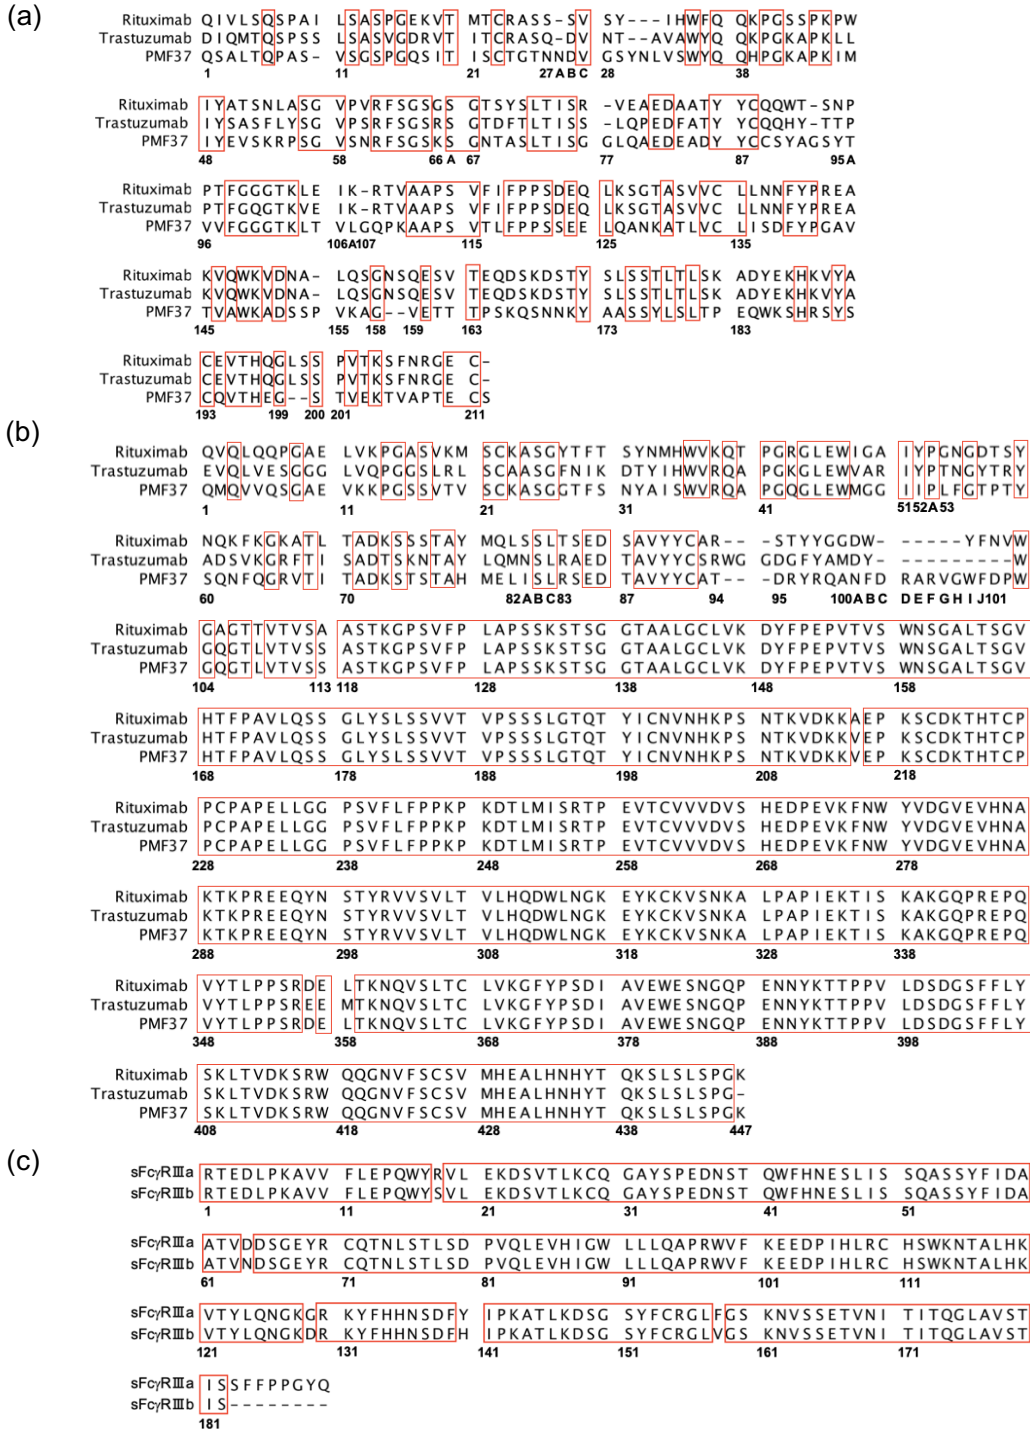 (a)
Rituximab QIVLSQSPAIL LSASPGEKVT MTCRASS-SV SY---IHWFQ QKPGSSPKPW
Trastuzumab DIQMTQSPSS LSASVGDRVT ITCRASQ-DV NT--AVAWYQ QKPGKAPKLL
PMF37 QSALTQPAS- VSGSPGQSIT ISCTGTNNDV GSYNLVSWYQ QHPGKAPKIM
1 11 21 27 A B C 28 38
Rituximab IYATSNLASG VPVRFSGSGS GTSYSLTISR -VEAEDAATY YCQQWT-SNP
Trastuzumab IYSASFLYSG VPSRFSGSRS GTDFTLTISS -LQPEDFATY YCQQHY-TTP
PMF37 IYEVSKRPSG VSNRFSGSKS GNTASLTISG GLQAEDEADY YCCSYAGSYT
48 58 66 A 67 77 87 95 A
Rituximab PTFGGGTKLE IK-RTVAAPSV FIFPPSDEQ LKSGTASVVC LLNNFYPREA
Trastuzumab PTFGQGTKVE IK-RTVAAPSV FIFPPSDEQ LKSGTASVVC LLNNFYPREA
PMF37 VVFGGGTKLT VLGQPKAAPSV TLFPPSSEE LQANKATLVC LISDFYPGAV
96 106A107 115 125 135
Rituximab KVQWKVDNA- LQSGNSQESV TEQDSKDSTY SLSSTLTLSK ADYEKHKVYA
Trastuzumab KVQWKVDNA- LQSGNSQESV TEQDSKDSTY SLSSTLTLSK ADYEKHKVYA
PMF37 TVAWKADSSP VKAG--VETT TPSKQSNNKY AASSYLSLTP EQWKSHRSYS
145 155 158 159 163 173 183
Rituximab CEVTHQGLSS PVTKSFNRGE C-
Trastuzumab CEVTHQGLSS PVTKSFNRGE C-
PMF37 CQVTHEG--S TVEKTVAPTE CS
193 199 200 201 211
(b)
Rituximab QVQLQQPGAE LVKPGASVKM SCKASGYTFT SYNMHWVKQT PGRGLEWIGA IYPGNGDTSY
Trastuzumab EVQLVESGGG LVQPGGSLRL SCAASGFNIK DTYIHWVRQA PGKGLEWVAR IYPTNGYTRY
PMF37 QMQVVQSGAE VKKPGSSVTV SCKASGGTFS NYAISWVRQA PGQGLEWMGG IIPLFGTPTY
1 11 21 31 41 51 52A 53
Rituximab NQKFKGKATL TADKSSSTAY MQLSSLTSED SAVYYCAR-- -STYYGGDW- -----YFNVW
Trastuzumab ADSVKGRFTI SADTSKNTAY LQMNSLRAED TAVYYCSRWG GDGFYAMDY- ---------W
PMF37 SQNFQGRVTI TADKSTSTAH MELISLRSED TAVYYCAT-- -DRYRQANFD RARVGWFDPW
60 70 82 A B C 83 87 94 95 100 A B C D E F G H I J 101
Rituximab GAGTTVTVSA ASTKGPSVFP LAPSSKSTSG GTAALGCLVK DYFPEPVTVS WNSGALTSGV
Trastuzumab GQGTLVTVSS ASTKGPSVFP LAPSSKSTSG GTAALGCLVK DYFPEPVTVS WNSGALTSGV
PMF37 GQGTLVTVSS ASTKGPSVFP LAPSSKSTSG GTAALGCLVK DYFPEPVTVS WNSGALTSGV
104 113 118 128 138 148 158
Rituximab HTFPAVLQSS GLYSLSSVVT VPSSSLGTQT YICNVNHKPS NTKVDKKAEP KSCDKTHTCP
Trastuzumab HTFPAVLQSS GLYSLSSVVT VPSSSLGTQT YICNVNHKPS NTKVDKKVEP KSCDKTHTCP
PMF37 HTFPAVLQSS GLYSLSSVVT VPSSSLGTQT YICNVNHKPS NTKVDKKVEP KSCDKTHTCP
168 178 188 198 208 218
Rituximab PCPAPELLGG PSVFLFPPKP KDTLMISRTP EVTCVVVDVS HEDPEVKFNW YVDGVEVHNA
Trastuzumab PCPAPELLGG PSVFLFPPKP KDTLMISRTP EVTCVVVDVS HEDPEVKFNW YVDGVEVHNA
PMF37 PCPAPELLGG PSVFLFPPKP KDTLMISRTP EVTCVVVDVS HEDPEVKFNW YVDGVEVHNA
228 238 248 258 268 278
Rituximab KTKPREEQYN STYRVVSVLT VLHQDWLNGK EYKCKVSNKA LPAPIEKTIS KAKGQPREPQ
Trastuzumab KTKPREEQYN STYRVVSVLT VLHQDWLNGK EYKCKVSNKA LPAPIEKTIS KAKGQPREPQ
PMF37 KTKPREEQYN STYRVVSVLT VLHQDWLNGK EYKCKVSNKA LPAPIEKTIS KAKGQPREPQ
288 298 308 318 328 338
Rituximab VYTLPPSRDE LTKNQVSLTC LVKGFYPSDI AVEWESNGQP ENNYKTTPPV LDSDGSFFLY
Trastuzumab VYTLPPSREE MTKNQVSLTC LVKGFYPSDI AVEWESNGQP ENNYKTTPPV LDSDGSFFLY
PMF37 VYTLPPSRDE LTKNQVSLTC LVKGFYPSDI AVEWESNGQP ENNYKTTPPV LDSDGSFFLY
348 358 368 378 388 398
Rituximab SKLTVDKSRW QQGNVFSCSV MHEALHNHYT QKSLSLSPGK
Trastuzumab SKLTVDKSRW QQGNVFSCSV MHEALHNHYT QKSLSLSPG-
PMF37 SKLTVDKSRW QQGNVFSCSV MHEALHNHYT QKSLSLSPGK
408 418 428 438 447
(c)
sFcγRⅢa RTEDLPKAVV FLEPQWYRVL EKDSVTLKCQ GAYSPEDNST QWFHNESLIS SQASSYFIDA
sFcγRⅢb RTEDLPKAVV FLEPQWYSVL EKDSVTLKCQ GAYSPEDNST QWFHNESLIS SQASSYFIDA
1 11 21 31 41 51
sFcγRⅢa ATVDDSGEYR CQTNLSTLSD PVQLEVHIGW LLLQAPRWVF KEEDPIHLRC HSWKNTALHK
sFcγRⅢb ATVNDSGEYR CQTNLSTLSD PVQLEVHIGW LLLQAPRWVF KEEDPIHLRC HSWKNTALHK
61 71 81 91 101 111
sFcγRⅢa VTYLQNGKGR KYFHHNSDFY IPKATLKDSG SYFCRGLFGS KNVSSETVNI TITQGLAVST
sFcγRⅢb VTYLQNGKDR KYFHHNSDFH IPKATLKDSG SYFCRGLVGS KNVSSETVNI TITQGLAVST
121 131 141 151 161 171
sFcγRⅢa ISSFFPPGYQ
sFcγRⅢb IS--------
181